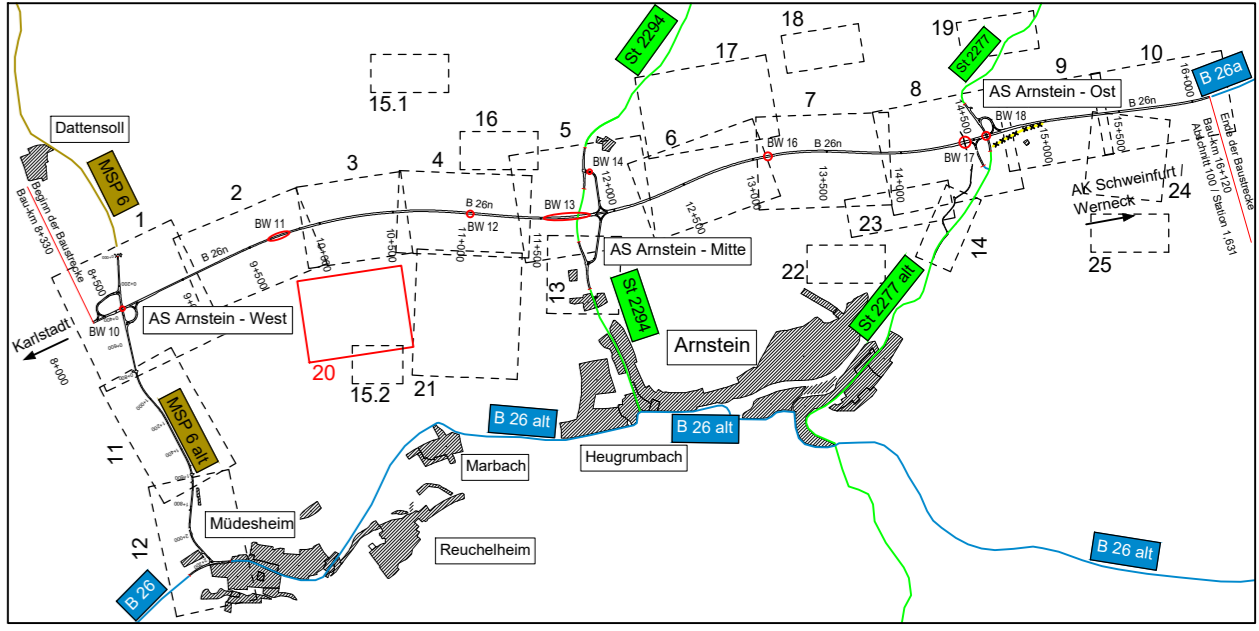 St 2294
18
19
17
10
15.1
Dattensoll
St 2277
9
16+000
B 26a
AS Arnstein - Ost
7
8
16
5
6
MSP 6
3
4
BW 14
12+000
BW 16
B 26n
14+500
BW 17
BW 18
B 26n
15+000
15+500
Ende der Baustrecke
Bau-km 16+120
Abschnitt 100 / Station 1,631
Beginn der Baustrecke
Bau-km 8+330
1
2
BW 11
B 26n
BW 12
BW 13
13+000
13+500
14+000
AK Schweinfurt /
Werneck
24
8+500
B 26n
9+500
10+000
10+500
11+000
11+500
AS Arnstein - Mitte
12+500
23
14
22
25
BW 10
AS Arnstein - West
13
St 2294
St 2277 alt
Karlstadt
8+000
Arnstein
20
15.2
21
MSP 6 alt
11
B 26 alt
B 26 alt
Heugrumbach
Marbach
12
Müdesheim
Reuchelheim
B 26 alt
B 26